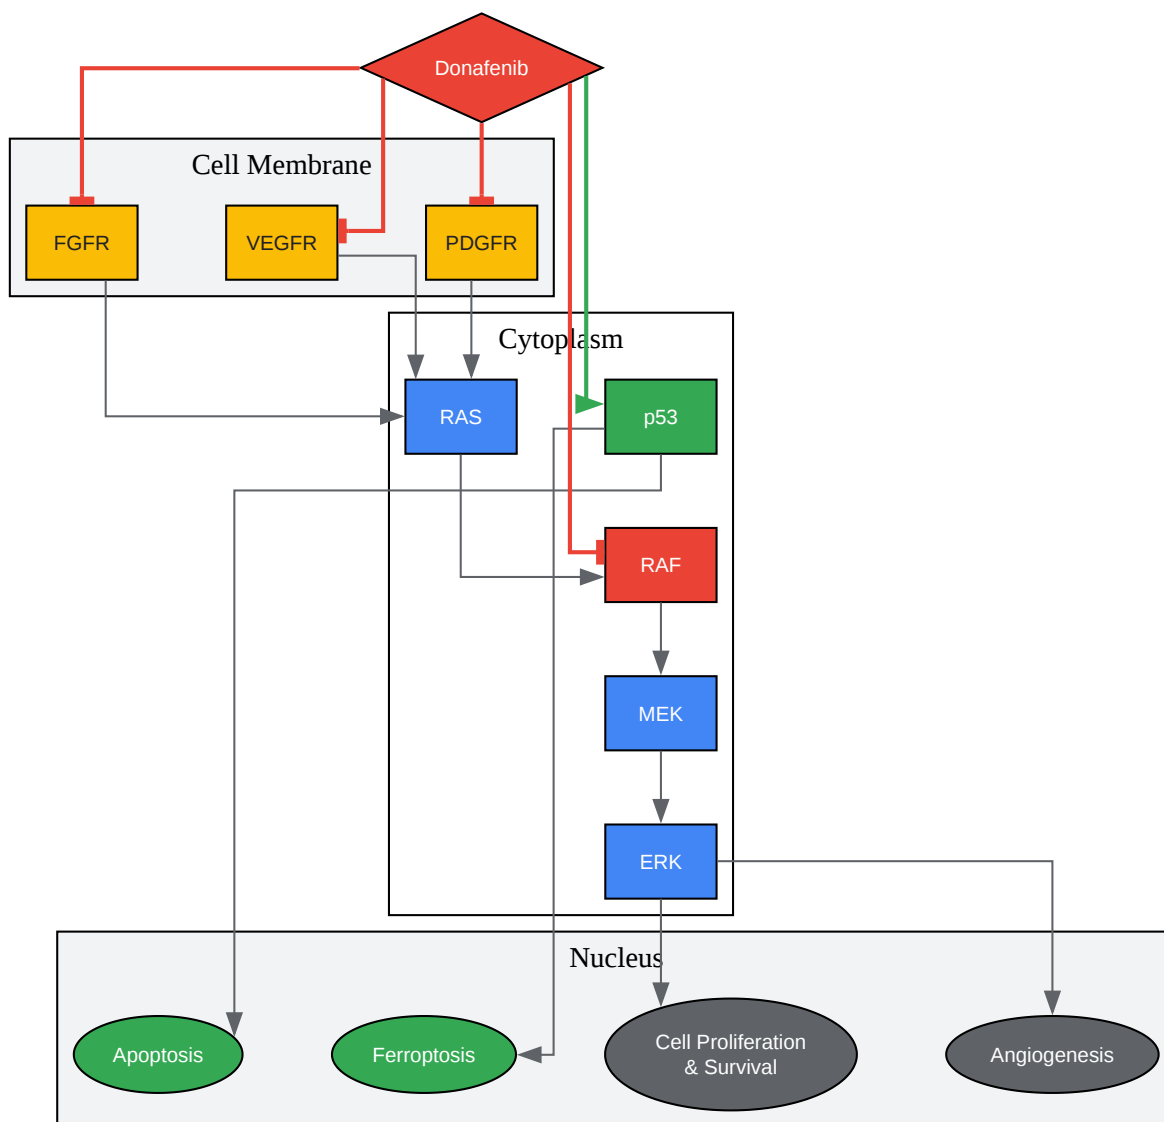 Donafenib
Cell Membrane
FGFR
VEGFR
PDGFR
Cytoplasm
RAS
p53
RAF
MEK
ERK
Nucleus
Apoptosis
Ferroptosis
Cell Proliferation
& Survival
Angiogenesis